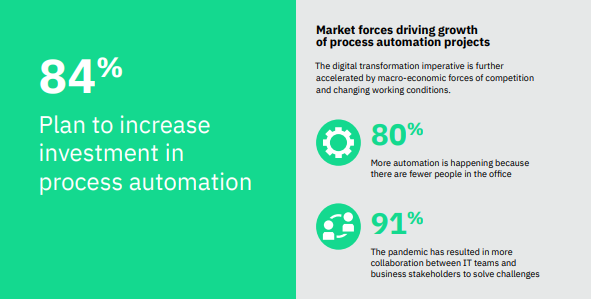 84%
Plan to increase
investment in
process automation
Market forces driving growth
of process automation projects
The digital transformation imperative is further
accelerated by macro-economic forces of competition
and changing working conditions.
80%
More automation is happening because
there are fewer people in the office
91%
The pandemic has resulted in more
collaboration between IT teams and
business stakeholders to solve challenges